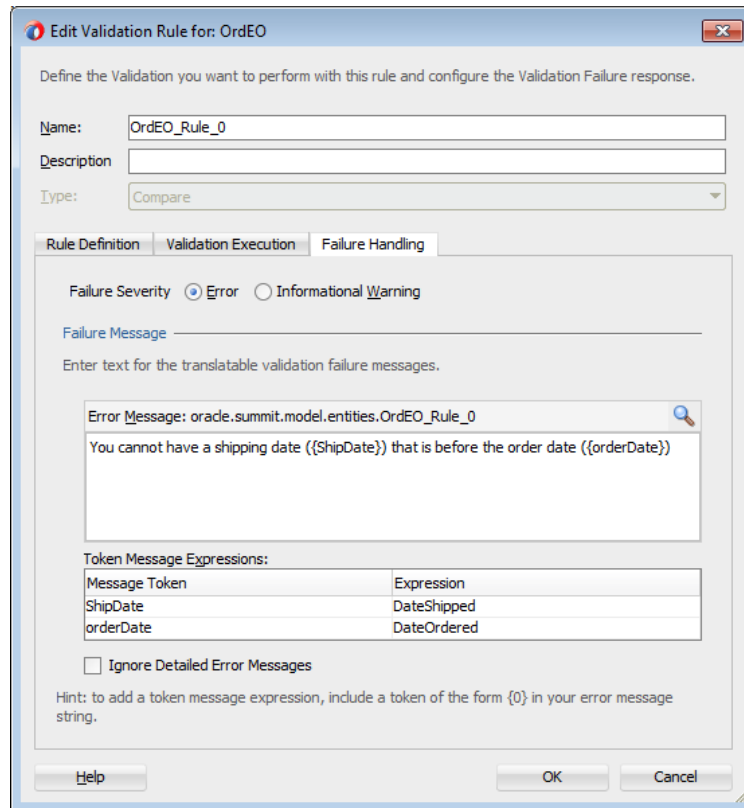 Edit Validation Rule for: OrdEO
Define the Validation you want to perform with this rule and configure the Validation Failure response.
Name: OrdEO_Rule_0
Description
Type: Compare
Rule Definition Validation Execution Failure Handling
Failure Severity Error Informational Warning
Failure Message
Enter text for the translatable validation failure messages.
Error Message: oracle.summit.model.entities.OrdEO_Rule_0
You cannot have a shipping date ({ShipDate}) that is before the order date ({orderDate})
Token Message Expressions:
Message Token Expression
ShipDate DateShipped
orderDate DateOrdered
Ignore Detailed Error Messages
Hint: to add a token message expression, include a token of the form {0} in your error message
string.
Help OK Cancel